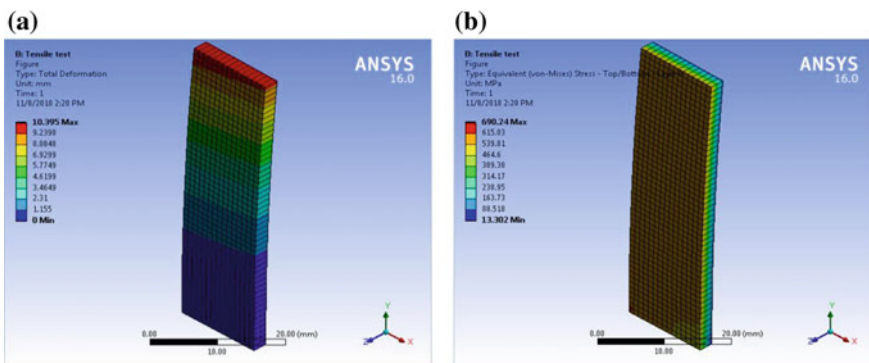 (a)
B: Tensile test
Figure
Type: Total Deformation
Unit: mm
Time: 1
11/8/2018 2:20 PM
10.395 Max
9.2398
8.0848
6.9299
5.7749
4.6199
3.4649
2.31
1.155
0 Min
ANSYS
16.0
0.00
20.00 (mm)
10.00
Y
Z
X
(b)
B: Tensile test
Figure
Type: Equivalent (von-Mises) Stress - Top/Bottom
Unit: MPa
Time: 1
11/8/2018 2:20 PM
690.24 Max
615.03
539.81
464.6
389.38
314.17
238.95
163.73
88.518
13.302 Min
ANSYS
16.0
0.00
20.00 (mm)
10.00
Y
Z
X